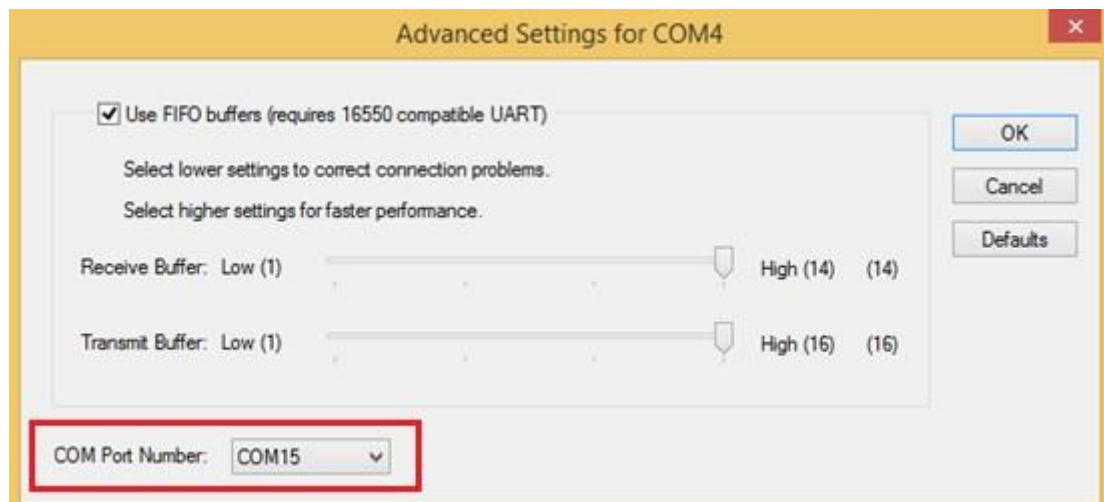 Advanced Settings for COM4
Use FIFO buffers (requires 16550 compatible UART)
OK
Select lower settings to correct connection problems.
Cancel
Select higher settings for faster performance.
Defaults
Receive Buffer: Low (1) High (14) (14)
Transmit Buffer: Low (1) High (16) (16)
COM Port Number: COM15